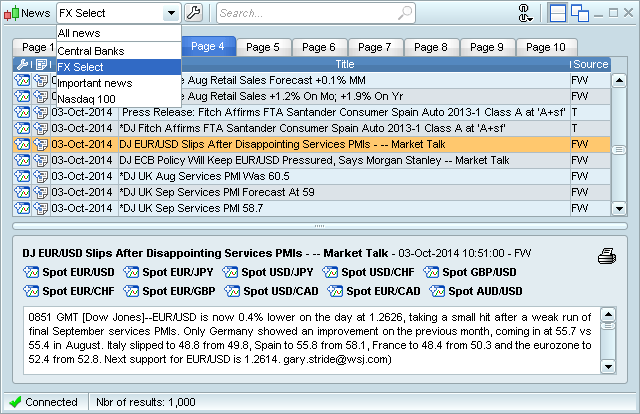 News FX Select Search...
All news
Central Banks
FX Select
Important news
Nasdaq 100
Page 1 Page 4 Page 5 Page 6 Page 7 Page 8 Page 9 Page 10
Title Source
e Aug Retail Sales Forecast +0.1% MM FW
e Aug Retail Sales +1.2% On Mo; +1.9% On Yr FW
03-Oct-2014 Press Release: Fitch Affirms FTA Santander Consumer Spain Auto 2013-1 Class A at 'A+sf' T
03-Oct-2014 *DJ Fitch Affirms FTA Santander Consumer Spain Auto 2013-1 Class A at 'A+sf' T
03-Oct-2014 DJ EUR/USD Slips After Disappointing Services PMIs - -- Market Talk FW
03-Oct-2014 DJ ECB Policy Will Keep EUR/USD Pressured, Says Morgan Stanley -- Market Talk FW
03-Oct-2014 *DJ UK Aug Services PMI Was 60.5 FW
03-Oct-2014 *DJ UK Sep Services PMI Forecast At 59 FW
03-Oct-2014 *DJ UK Sep Services PMI 58.7 FW
DJ EUR/USD Slips After Disappointing Services PMIs - -- Market Talk - 03-Oct-2014 10:51:00 - FW
Spot EUR/USD Spot EUR/JPY Spot USD/JPY Spot USD/CHF Spot GBP/USD
Spot EUR/CHF Spot EUR/GBP Spot USD/CAD Spot EUR/CAD Spot AUD/USD
0851 GMT [Dow Jones]--EUR/USD is now 0.4% lower on the day at 1.2626, taking a small hit after a weak run of
final September services PMIs. Only Germany showed an improvement on the previous month, coming in at 55.7 vs
55.4 in August. Italy slipped to 48.8 from 49.8, Spain to 55.8 from 58.1, France to 48.4 from 50.3 and the eurozone to
52.4 from 52.8. Next support for EUR/USD is 1.2614. gary.stride@wsj.com)
Connected Nbr of results: 1,000